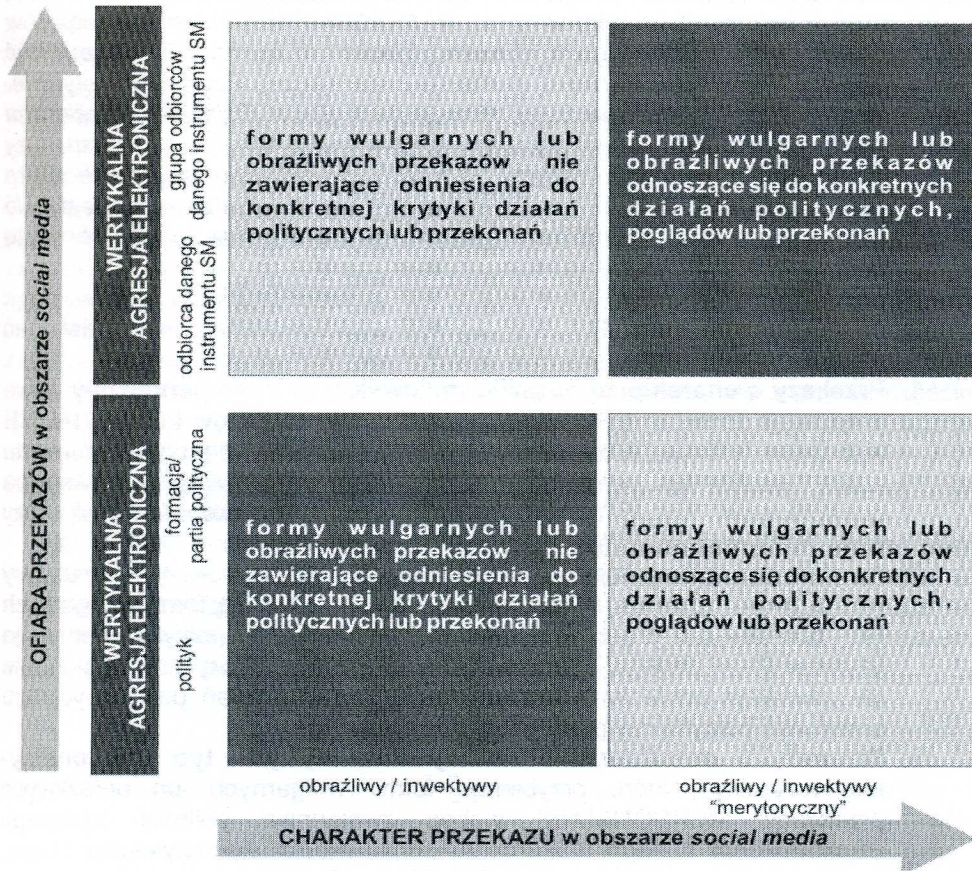 OFIARA PRZEKAZÓW w obszarze social media
WERTYKALNA
AGRESJA ELEKTRONICZNA
grupa odbiorców
danego instrumentu SM
odbiorca danego
instrumentu SM
formy wulgarnych lub
obraźliwych przekazów nie
zawierające odniesienia do
konkretnej krytyki działań
politycznych lub przekonań
formy wulgarnych lub
obraźliwych przekazów
odnoszące się do konkretnych
działań politycznych,
poglądów lub przekonań
WERTYKALNA
AGRESJA ELEKTRONICZNA
formacja/
partia polityczna
polityk
formy wulgarnych lub
obraźliwych przekazów nie
zawierające odniesienia do
konkretnej krytyki działań
politycznych lub przekonań
formy wulgarnych lub
obraźliwych przekazów
odnoszące się do konkretnych
działań politycznych,
poglądów lub przekonań
obraźliwy / inwektywy
obraźliwy / inwektywy
"merytoryczny"
CHARAKTER PRZEKAZU w obszarze social media